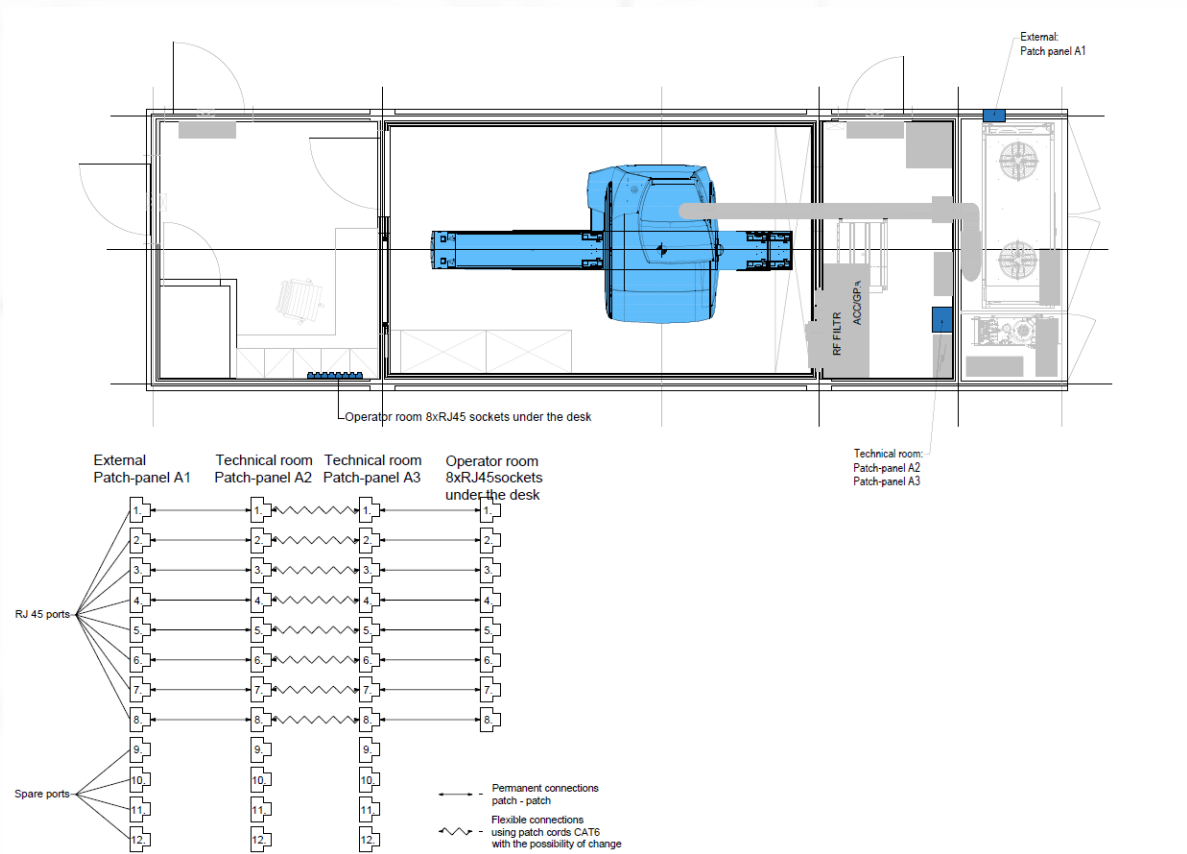 External:
Patch panel A1
RF FILTR
ACC/GPA
Operator room 8xRJ45 sockets under the desk
Technical room:
Patch-panel A2
Patch-panel A3
External
Patch-panel A1
Technical room
Patch-panel A2
Technical room
Patch-panel A3
Operator room
8xRJ45sockets
under the desk
1. 1. 1. 1.
2. 2. 2. 2.
3. 3. 3. 3.
4. 4. 4. 4.
RJ 45 ports
5. 5. 5. 5.
6. 6. 6. 6.
7. 7. 7. 7.
8. 8. 8. 8.
9. 9. 9.
10. 10. 10.
Spare ports
11. 11. 11.
12. 12. 12.
- Permanent connections
patch - patch
Flexible connections
- using patch cords CAT6
with the possibility of change